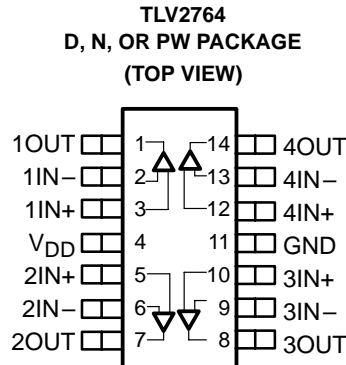 TLV2764
D, N, OR PW PACKAGE
(TOP VIEW)
1OUT 1 14 4OUT
1IN− 2 13 4IN−
1IN+ 3 12 4IN+
VDD 4 11 GND
2IN+ 5 10 3IN+
2IN− 6 9 3IN−
2OUT 7 8 3OUT